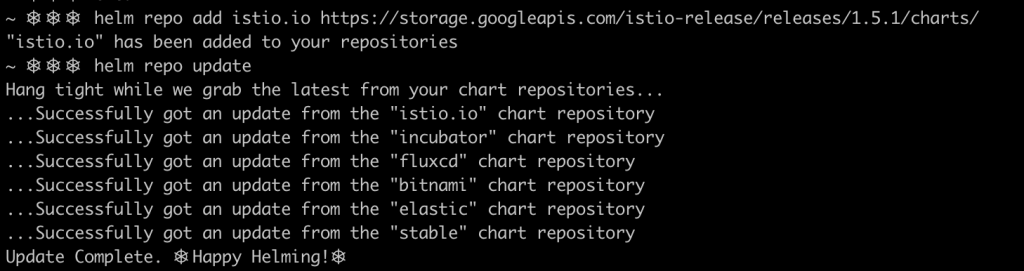 ~ ⎈⎈⎈ helm repo add istio.io https://storage.googleapis.com/istio-release/releases/1.5.1/charts/
"istio.io" has been added to your repositories
~ ⎈⎈⎈ helm repo update
Hang tight while we grab the latest from your chart repositories...
...Successfully got an update from the "istio.io" chart repository
...Successfully got an update from the "incubator" chart repository
...Successfully got an update from the "fluxcd" chart repository
...Successfully got an update from the "bitnami" chart repository
...Successfully got an update from the "elastic" chart repository
...Successfully got an update from the "stable" chart repository
Update Complete. ⎈Happy Helming!⎈